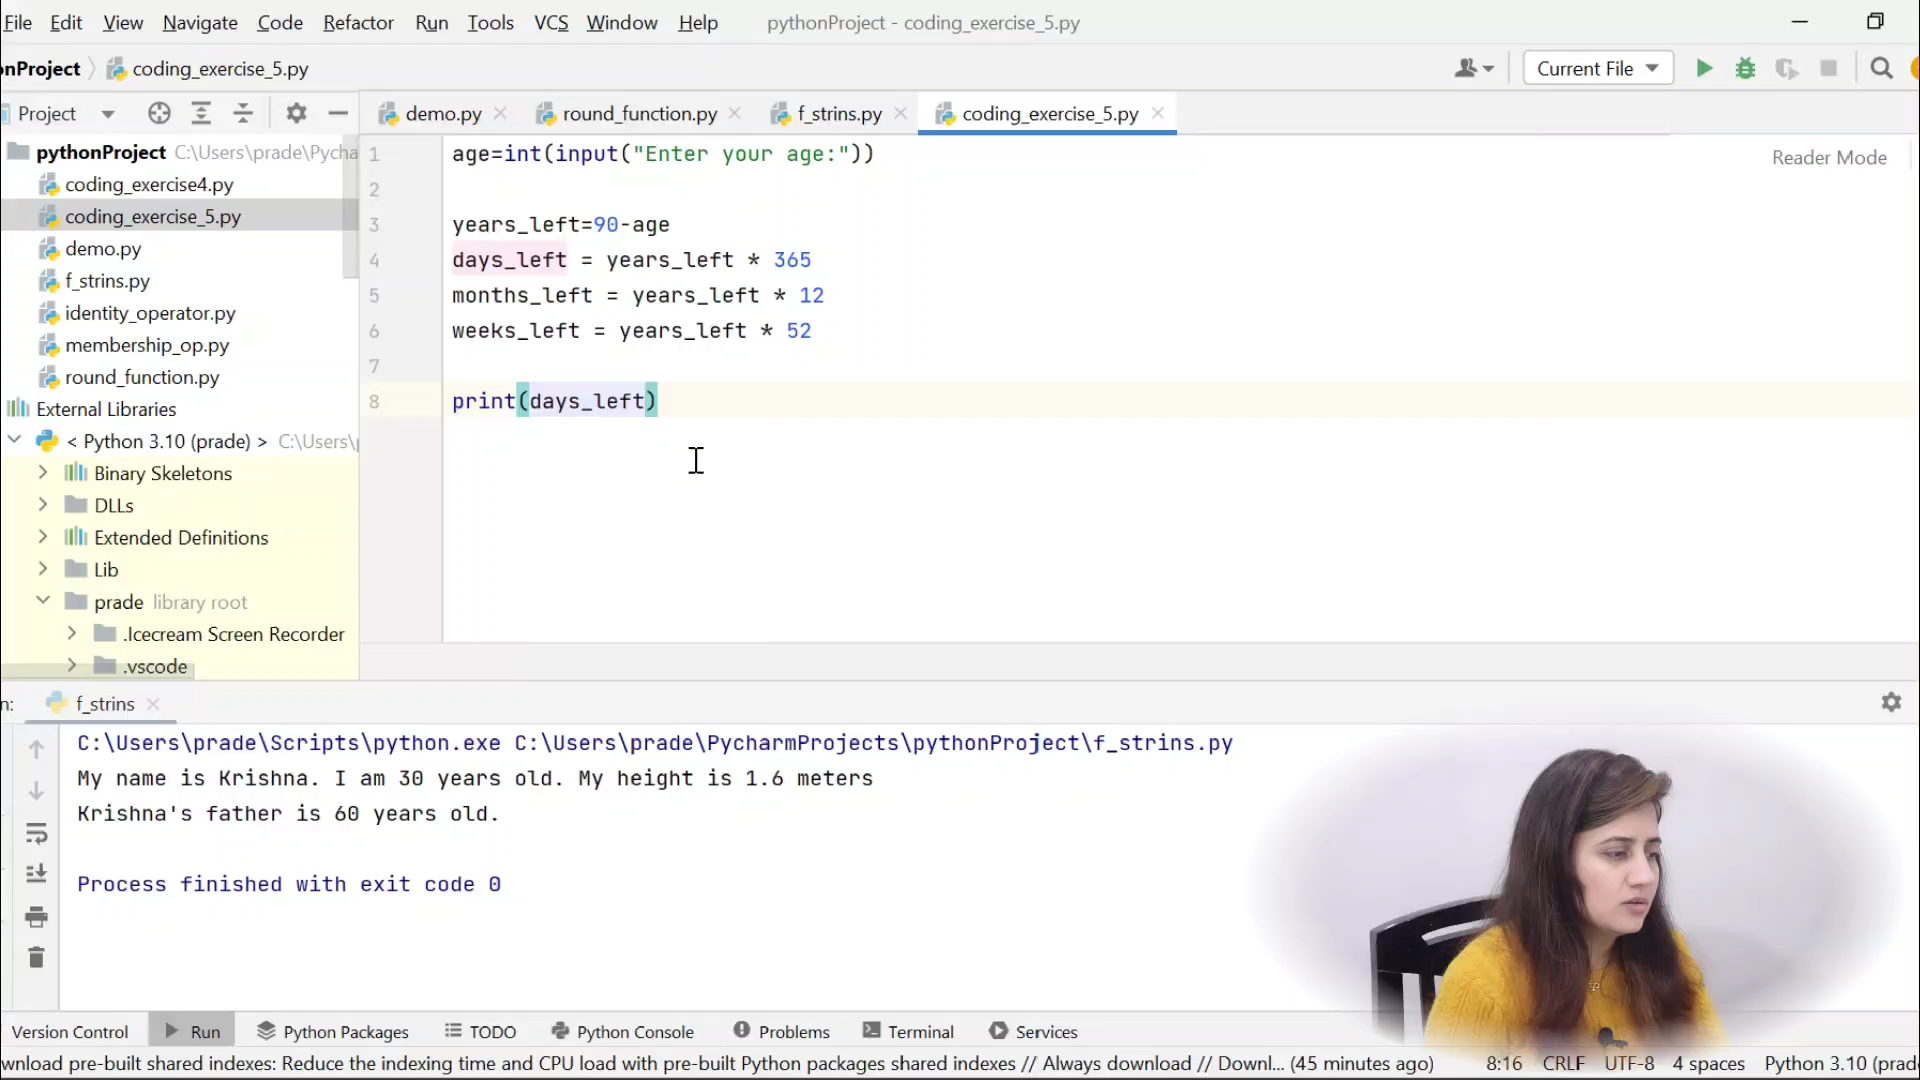 File Edit View Navigate Code Refactor Run Tools VCS Window Help pythonProject - coding_exercise_5.py
onProject coding_exercise_5.py Current File
Project demo.py round_function.py f_strins.py coding_exercise_5.py
pythonProject C:\Users\prade\Pycha
coding_exercise4.py
coding_exercise_5.py
demo.py
f_strins.py
identity_operator.py
membership_op.py
round_function.py
External Libraries
< Python 3.10 (prade) > C:\Users\
Binary Skeletons
DLLs
Extended Definitions
Lib
prade library root
.Icecream Screen Recorder
.vscode
1 age=int(input("Enter your age:"))
Reader Mode
2
3 years_left=90-age
4 days_left = years_left * 365
5 months_left = years_left * 12
6 weeks_left = years_left * 52
7
8 print(days_left)
n: f_strins
C:\Users\prade\Scripts\python.exe C:\Users\prade\PycharmProjects\pythonProject\f_strins.py
My name is Krishna. I am 30 years old. My height is 1.6 meters
Krishna's father is 60 years old.
Process finished with exit code 0
Version Control Run Python Packages TODO Python Console Problems Terminal Services
wnload pre-built shared indexes: Reduce the indexing time and CPU load with pre-built Python packages shared indexes // Always download // Downl... (45 minutes ago) 8:16 CRLF UTF-8 4 spaces Python 3.10 (prad